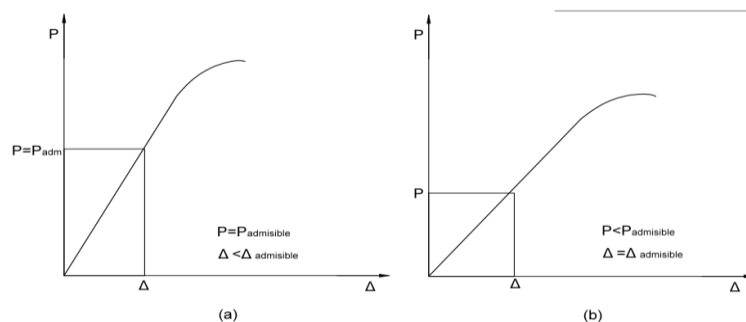 P
P=Padm
P=Padmisible
Δ <Δ admisible
Δ
Δ
(a)
P
P
P<Padmisible
Δ =Δ admisible
Δ
Δ
(b)